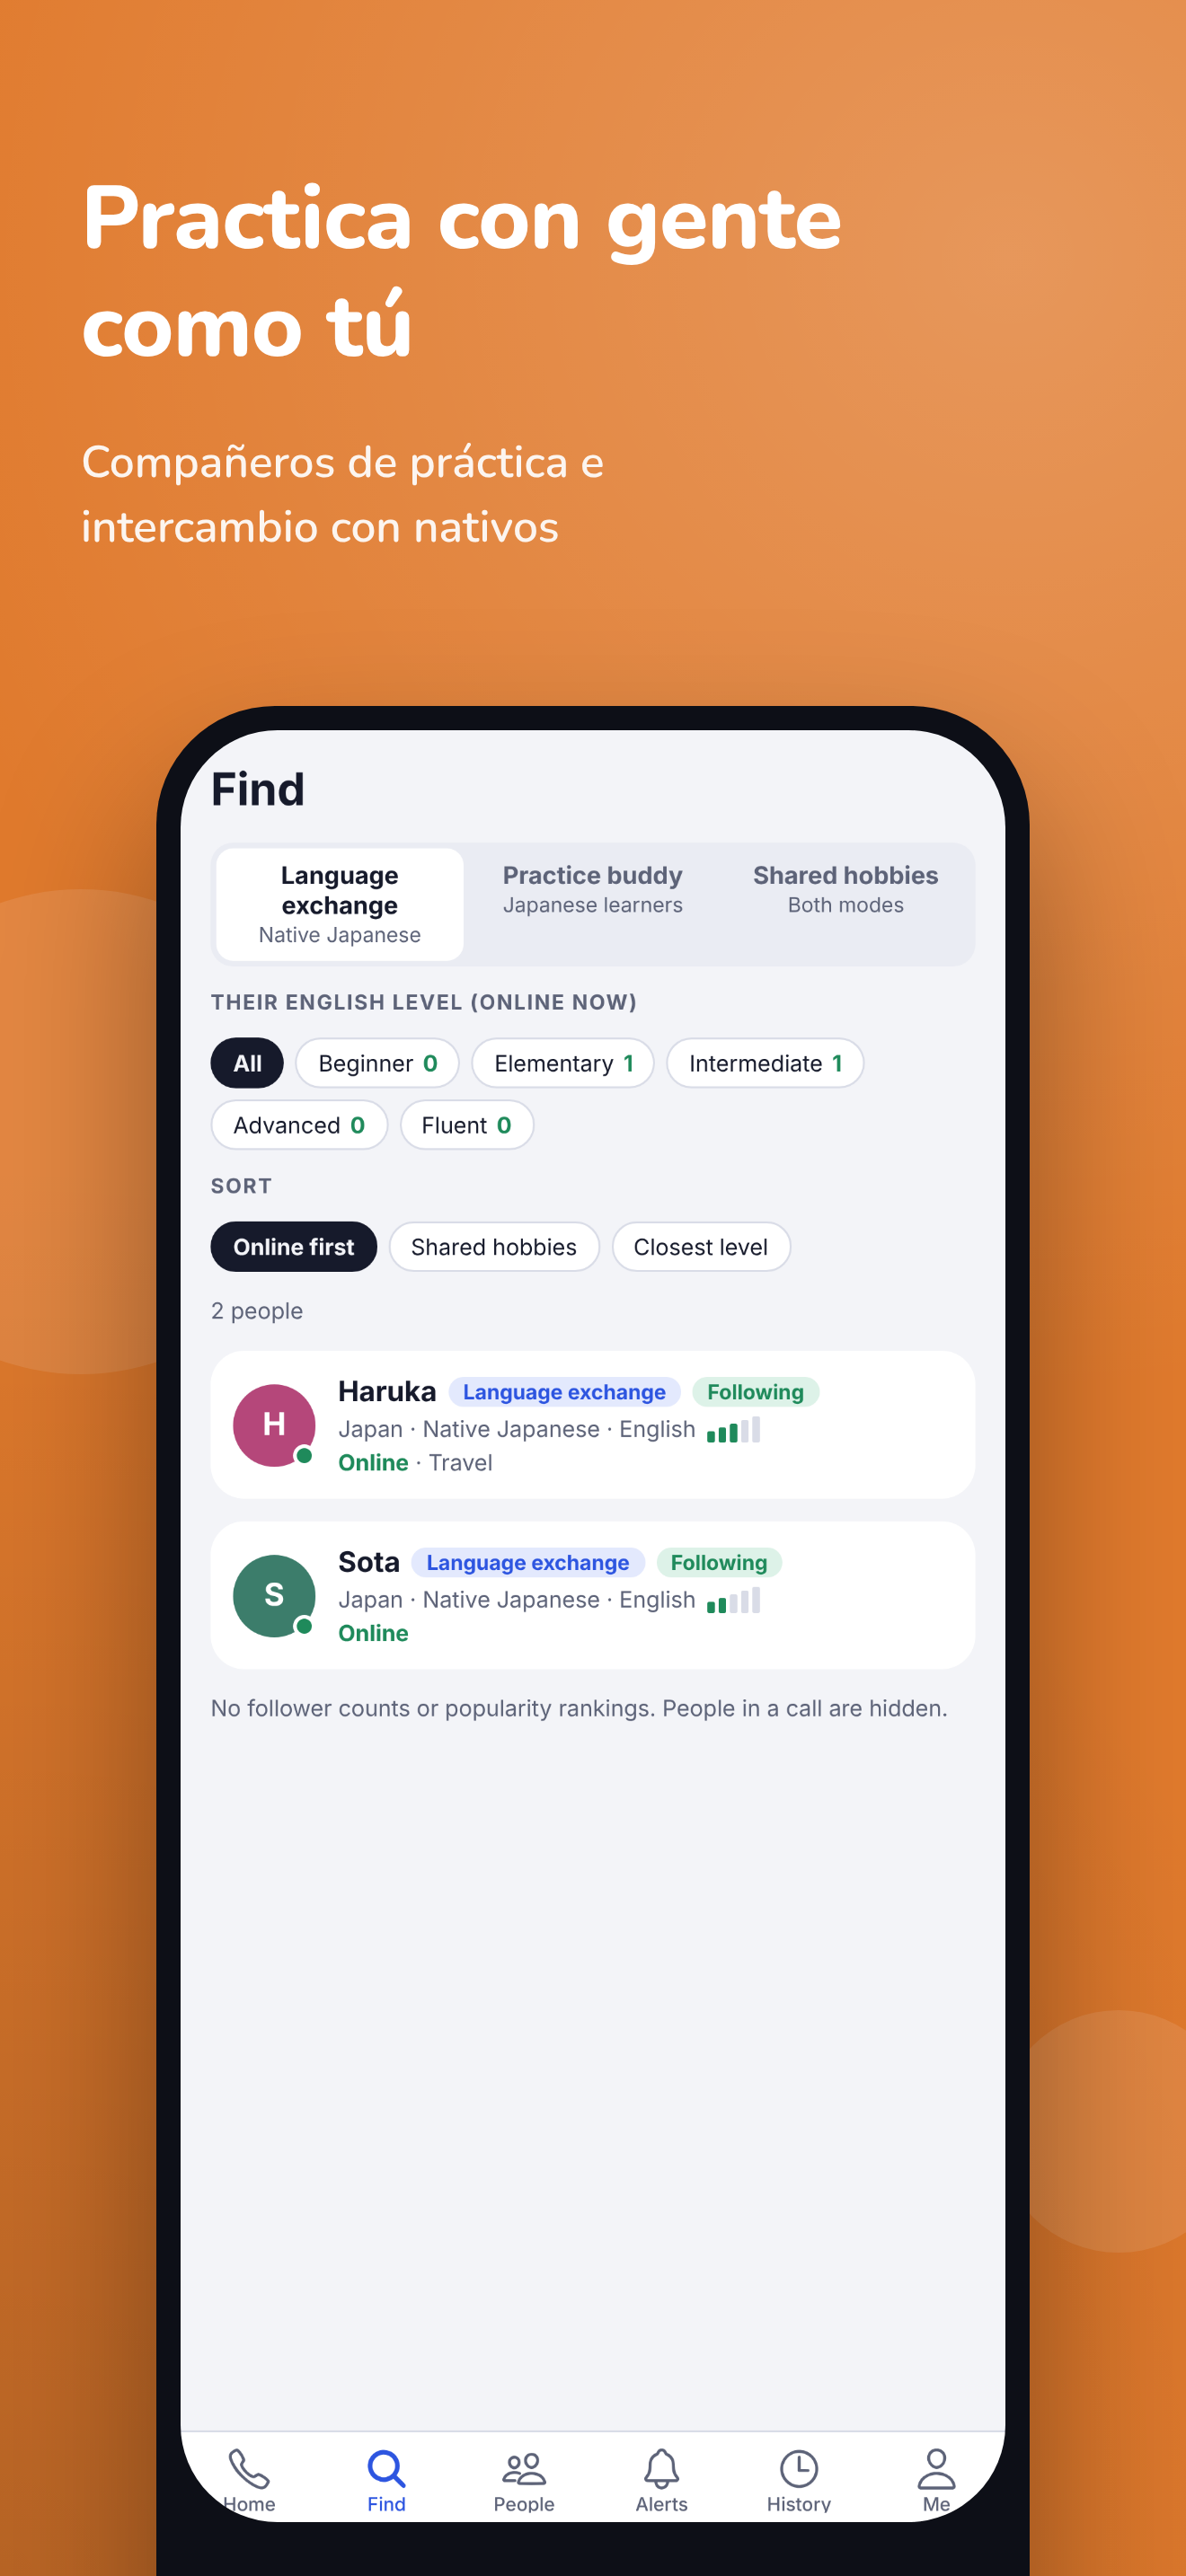 Practica con gente
como tú
Compañeros de práctica e
intercambio con nativos
Find
Language
exchange
Native Japanese
Practice buddy
Japanese learners
Shared hobbies
Both modes
THEIR ENGLISH LEVEL (ONLINE NOW)
All
Beginner 0
Elementary 1
Intermediate 1
Advanced 0
Fluent 0
SORT
Online first
Shared hobbies
Closest level
2 people
H
Haruka Language exchange Following
Japan · Native Japanese · English
Online · Travel
S
Sota Language exchange Following
Japan · Native Japanese · English
Online
No follower counts or popularity rankings. People in a call are hidden.
Home
Find
People
Alerts
History
Me